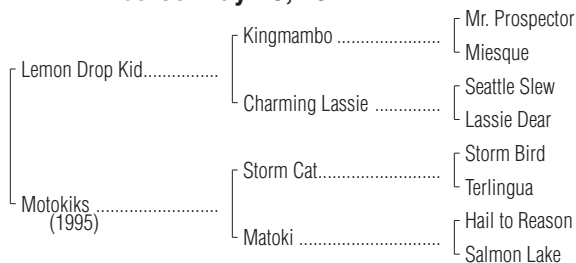 Kingmambo ..................
Mr. Prospector
Miesque
Lemon Drop Kid...............
Charming Lassie .............
Seattle Slew
Lassie Dear
Storm Cat........................
Storm Bird
Terlingua
Motokiks ........................
(1995)
Matoki ............................
Hail to Reason
Salmon Lake